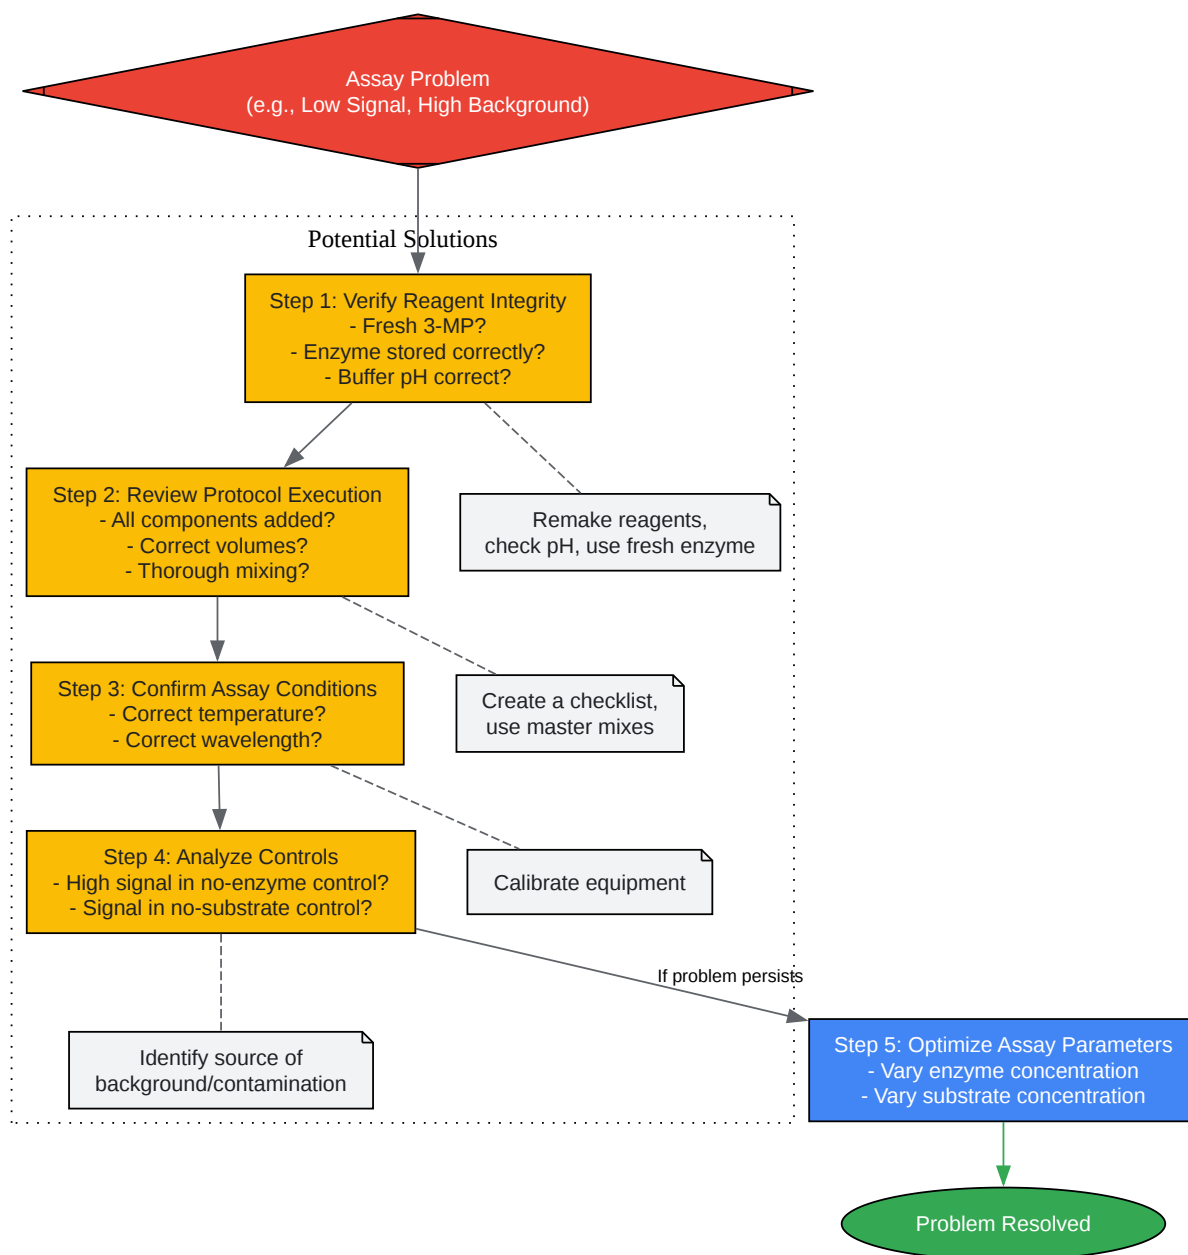 Assay Problem
(e.g., Low Signal, High Background)
Potential Solutions
Step 1: Verify Reagent Integrity
- Fresh 3-MP?
- Enzyme stored correctly?
- Buffer pH correct?
Remake reagents,
check pH, use fresh enzyme
Step 2: Review Protocol Execution
- All components added?
- Correct volumes?
- Thorough mixing?
Create a checklist,
use master mixes
Step 3: Confirm Assay Conditions
- Correct temperature?
- Correct wavelength?
Calibrate equipment
Step 4: Analyze Controls
- High signal in no-enzyme control?
- Signal in no-substrate control?
Identify source of
background/contamination
If problem persists
Step 5: Optimize Assay Parameters
- Vary enzyme concentration
- Vary substrate concentration
Problem Resolved